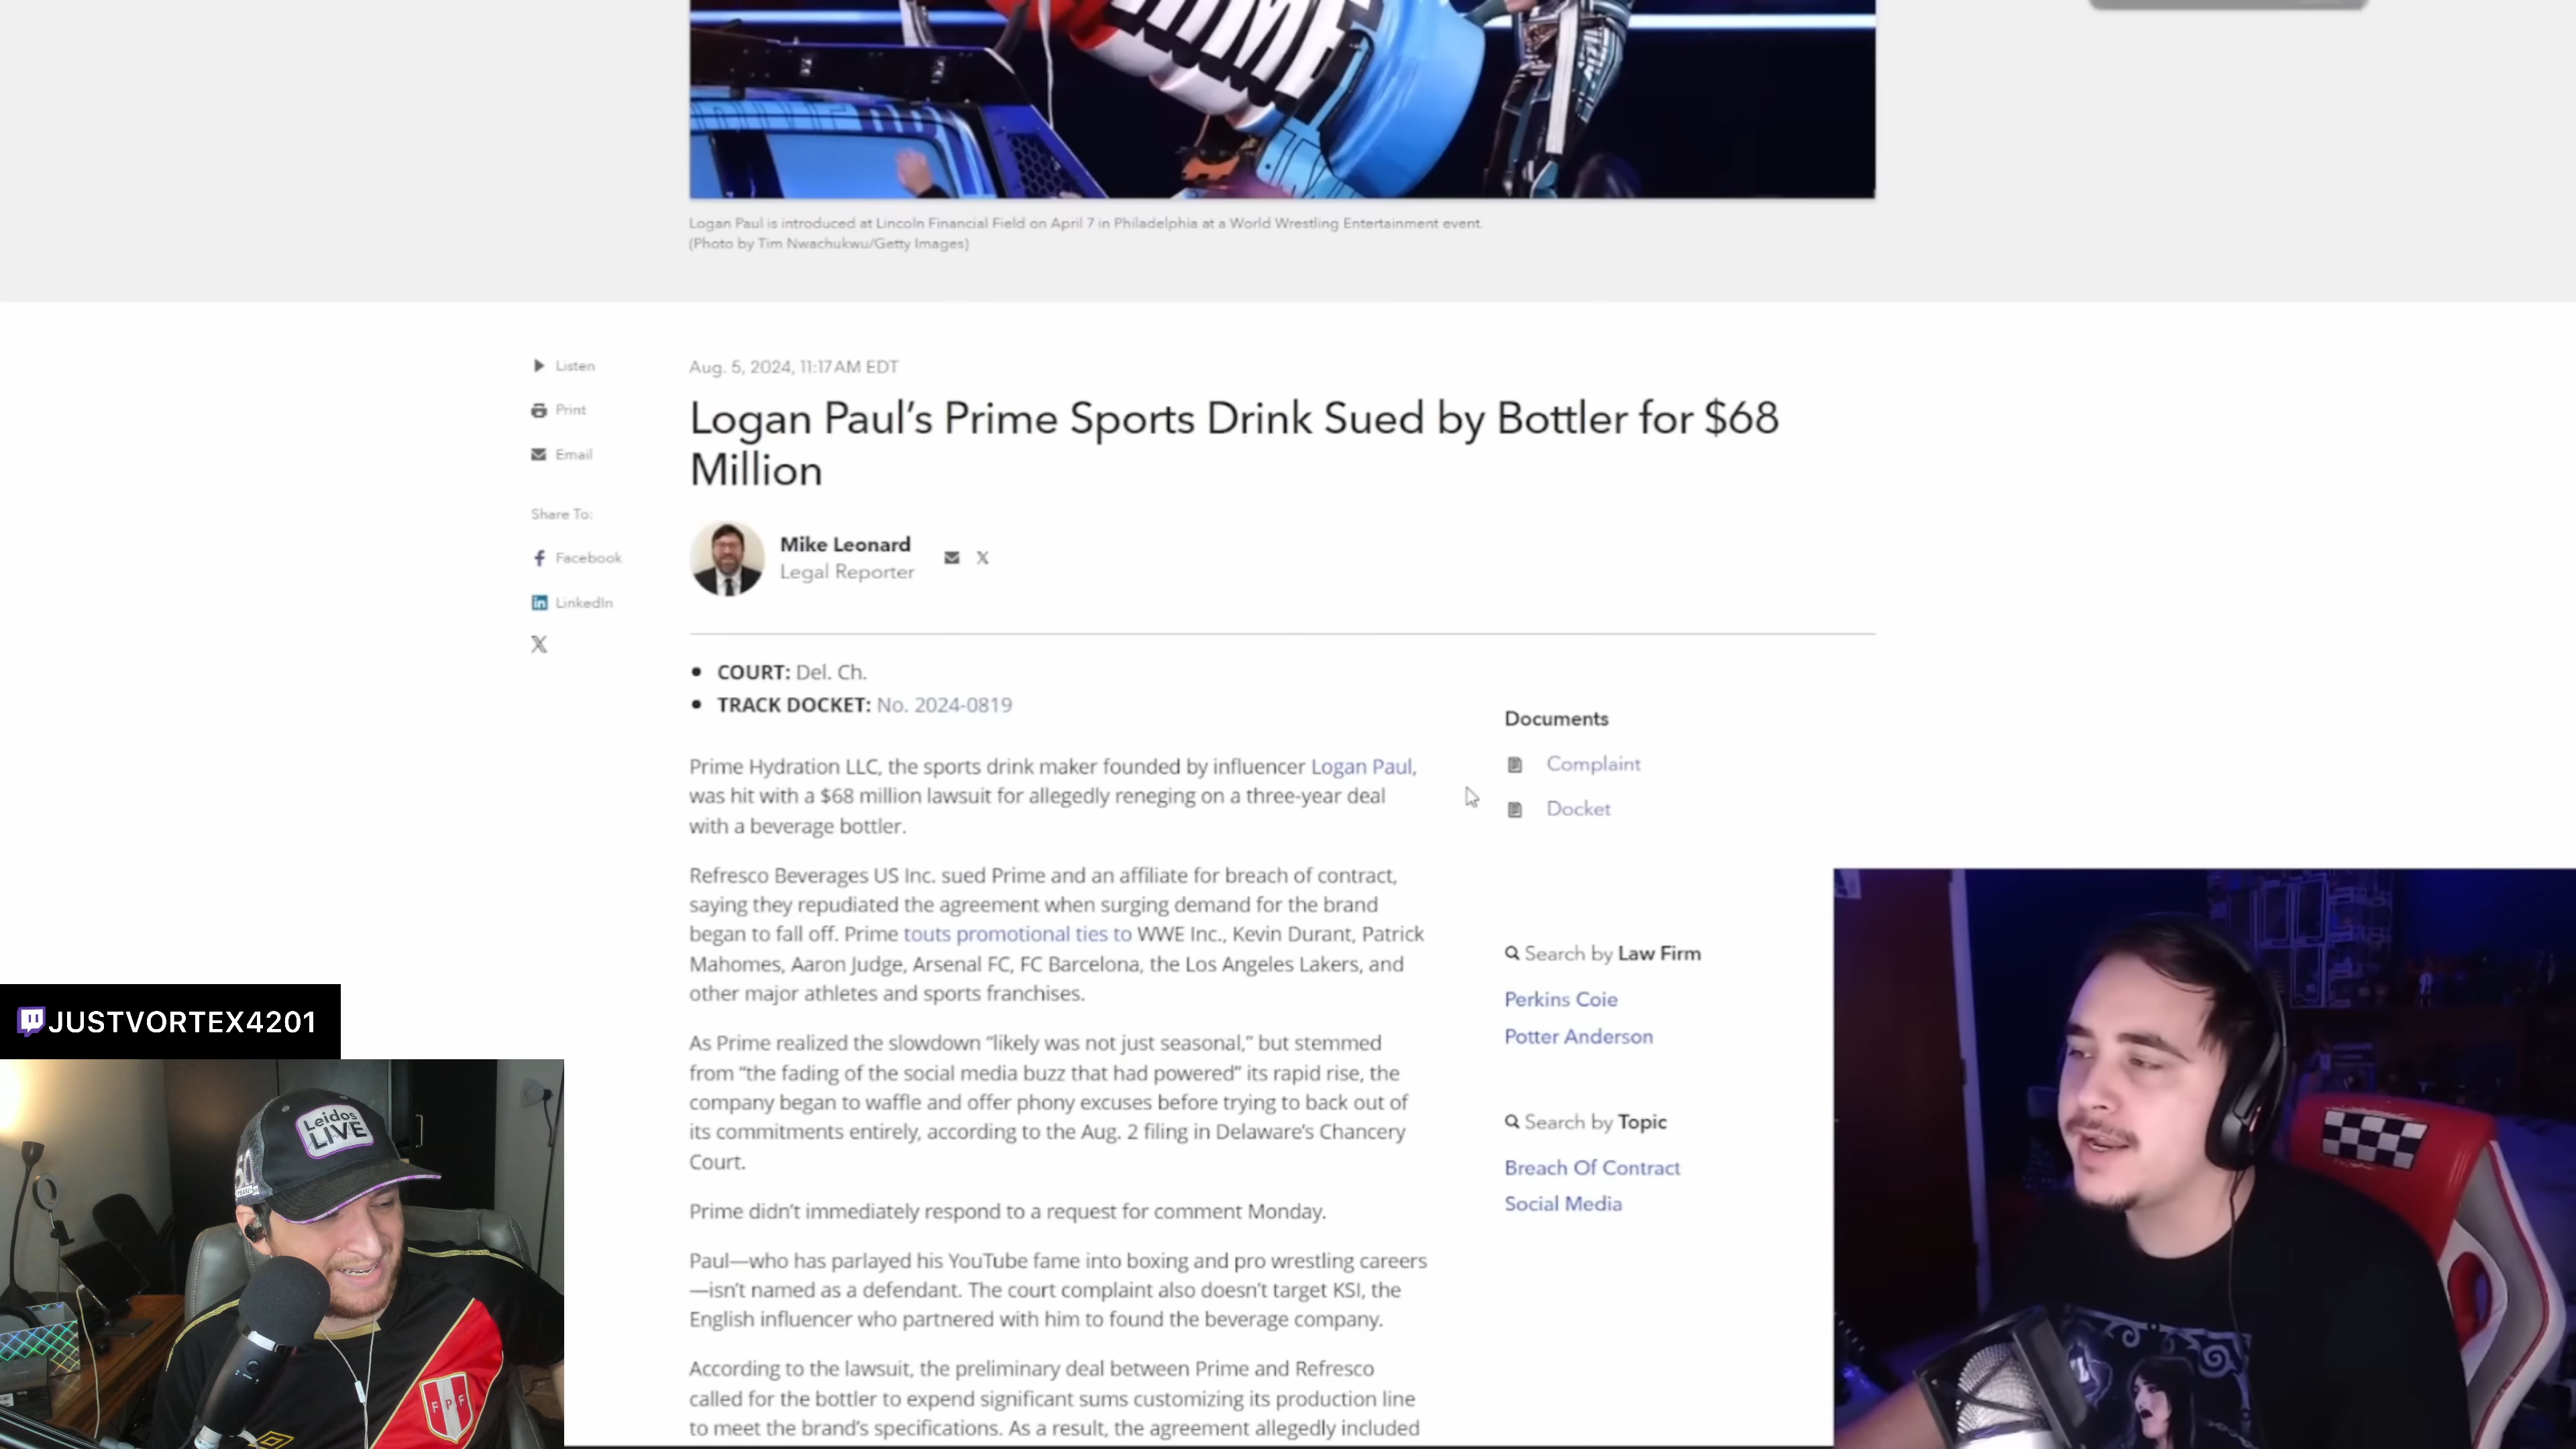 Logan Paul is introduced at Lincoln Financial Field on April 7 in Philadelphia at a World Wrestling Entertainment event.
(Photo by Tim Nwachukwu/Getty Images)
Listen
Print
Email
Share To:
Facebook
LinkedIn
Aug. 5, 2024, 11:17AM EDT
Logan Paul's Prime Sports Drink Sued by Bottler for $68
Million
Mike Leonard
Legal Reporter
• COURT: Del. Ch.
• TRACK DOCKET: No. 2024-0819
Prime Hydration LLC, the sports drink maker founded by influencer Logan Paul,
was hit with a $68 million lawsuit for allegedly reneging on a three-year deal
with a beverage bottler.
Refresco Beverages US Inc. sued Prime and an affiliate for breach of contract,
saying they repudiated the agreement when surging demand for the brand
began to fall off. Prime touts promotional ties to WWE Inc., Kevin Durant, Patrick
Mahomes, Aaron Judge, Arsenal FC, FC Barcelona, the Los Angeles Lakers, and
other major athletes and sports franchises.
As Prime realized the slowdown "likely was not just seasonal," but stemmed
from "the fading of the social media buzz that had powered" its rapid rise, the
company began to waffle and offer phony excuses before trying to back out of
its commitments entirely, according to the Aug. 2 filing in Delaware's Chancery
Court.
Prime didn't immediately respond to a request for comment Monday.
Paul—who has parlayed his YouTube fame into boxing and pro wrestling careers
—isn't named as a defendant. The court complaint also doesn't target KSI, the
English influencer who partnered with him to found the beverage company.
According to the lawsuit, the preliminary deal between Prime and Refresco
called for the bottler to expend significant sums customizing its production line
to meet the brand's specifications. As a result, the agreement allegedly included
Documents
Complaint
Docket
Search by Law Firm
Perkins Coie
Potter Anderson
Search by Topic
Breach Of Contract
Social Media
JUSTVORTEX4201
Leidos
LIVE
FPF